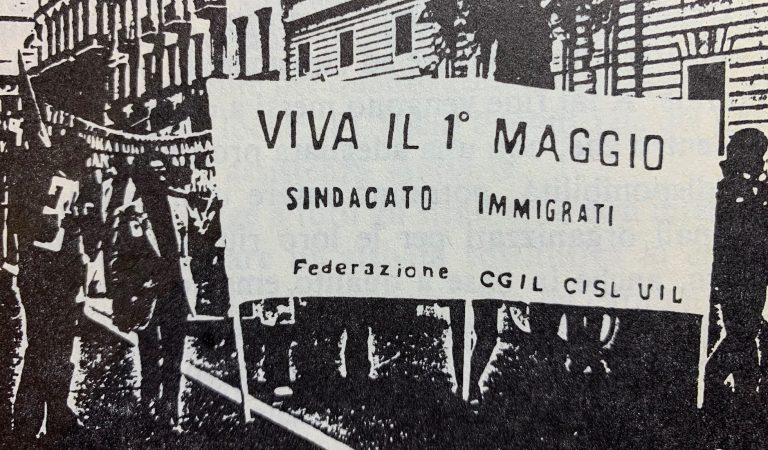 VIVA IL 1° MAGGIO
SINDACATO IMMIGRATI
Federazione CGIL CISL UIL